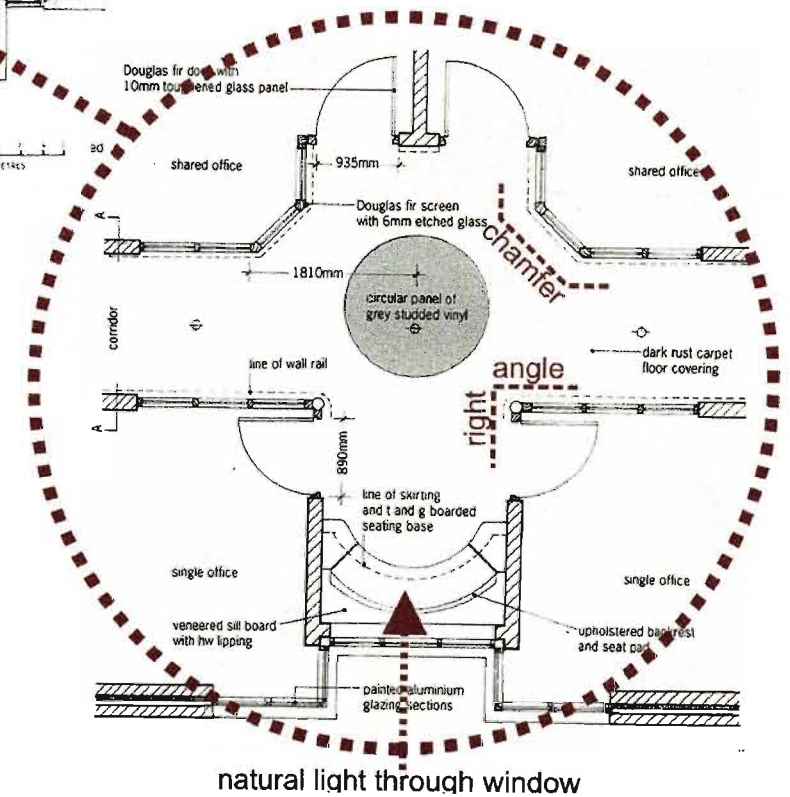 Douglas fir door with
10mm toughened glass panel
ed
METRES
shared office
935mm
shared office
A
Douglas fir screen
with 6mm etched glass
chamfer
1810mm
circular panel of
grey studded vinyl
corridor
dark rust carpet
floor covering
line of wall rail
angle
right
A
890mm
line of skirting
and t and g boarded
seating base
single office
single office
veneered sill board
with hw lipping
upholstered backrest
and seat pad
painted aluminium
glazing sections
natural light through window